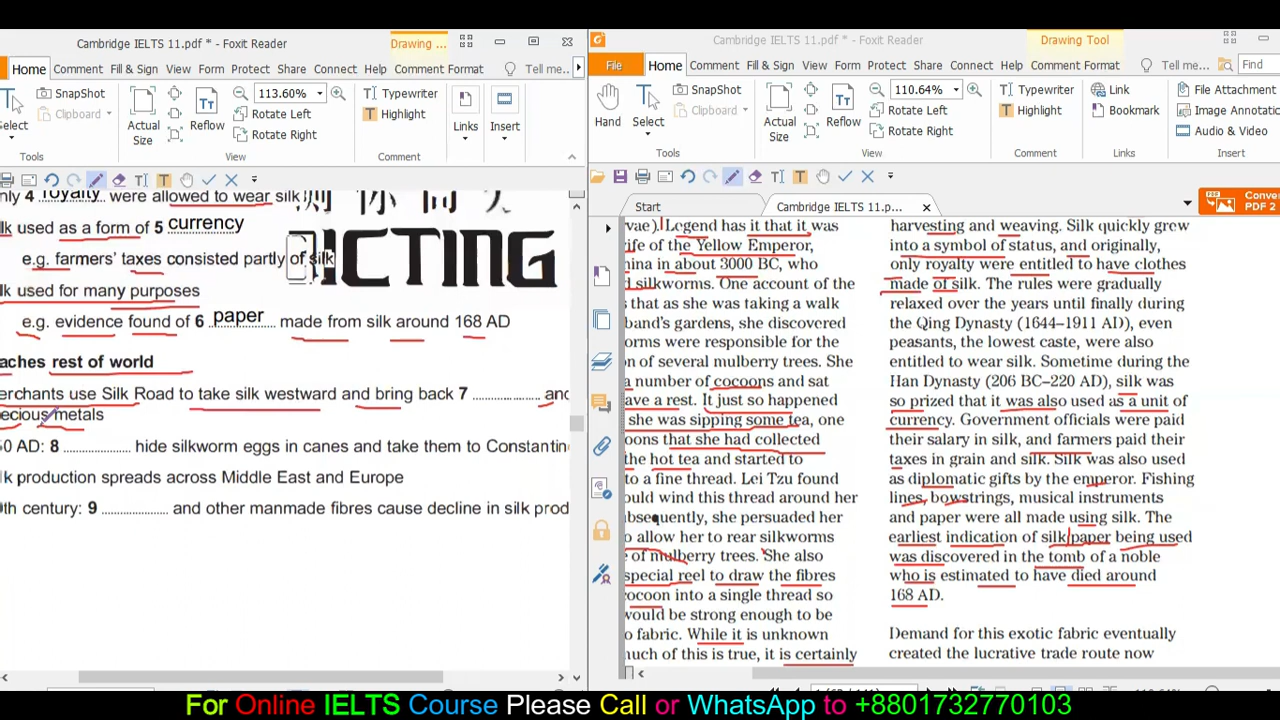 Cambridge IELTS 11.pdf * - Foxit Reader
Drawing ...
Home Comment Fill & Sign View Form Protect Share Connect Help Comment Format Tell me...
SnapShot
Clipboard
Select
Actual Size
Reflow
113.60%
Rotate Left
Rotate Right
Typewriter
Highlight
Links
Insert
Tools View Comment
4 royalty were allowed to wear silk
used as a form of 5 currency
e.g. farmers' taxes consisted partly of silk
used for many purposes
e.g. evidence found of 6 paper made from silk around 168 AD
rest of world
use Silk Road to take silk westward and bring back 7 .................... and
metals
AD: 8 .................... hide silkworm eggs in canes and take them to
production spreads across Middle East and Europe
century: 9 .................... and other manmade fibres cause decline in silk
ICTING
Cambridge IELTS 11.pdf * - Foxit Reader
Drawing Tool
File Home Comment Fill & Sign View Form Protect Share Connect Help Comment Format Tell me... Find
Hand
Select
SnapShot
Clipboard
Actual Size
Reflow
110.64%
Rotate Left
Rotate Right
Typewriter
Highlight
Link
Bookmark
File Attachment
Image
Audio & Video
Tools View Comment Links Insert
Start
Cambridge IELTS 11.p...
PDF 2
Legend has it that it was
of the Yellow Emperor,
in about 3000 BC, who
silkworms. One account of the
that as she was taking a walk
gardens, she discovered
were responsible for the
of several mulberry trees. She
a number of cocoons and sat
a rest. It just so happened
she was sipping some tea, one
that she had collected
the hot tea and started to
to a fine thread. Lei Tzu found
wind this thread around her
she persuaded her
allow her to rear silkworms
of mulberry trees. She also
special reel to draw the fibres
into a single thread so
would be strong enough to be
fabric. While it is unknown
much of this is true, it is certainly
harvesting and weaving. Silk quickly grew
into a symbol of status, and originally,
only royalty were entitled to have clothes
made of silk. The rules were gradually
relaxed over the years until finally during
the Qing Dynasty (1644–1911 AD), even
peasants, the lowest caste, were also
entitled to wear silk. Sometime during the
Han Dynasty (206 BC–220 AD), silk was
so prized that it was also used as a unit of
currency. Government officials were paid
their salary in silk, and farmers paid their
taxes in grain and silk. Silk was also used
as diplomatic gifts by the emperor. Fishing
lines, bowstrings, musical instruments
and paper were all made using silk. The
earliest indication of silk paper being used
was discovered in the tomb of a noble
who is estimated to have died around
168 AD.
Demand for this exotic fabric eventually
created the lucrative trade route now
For Online IELTS Course Please Call or WhatsApp to +8801732770103